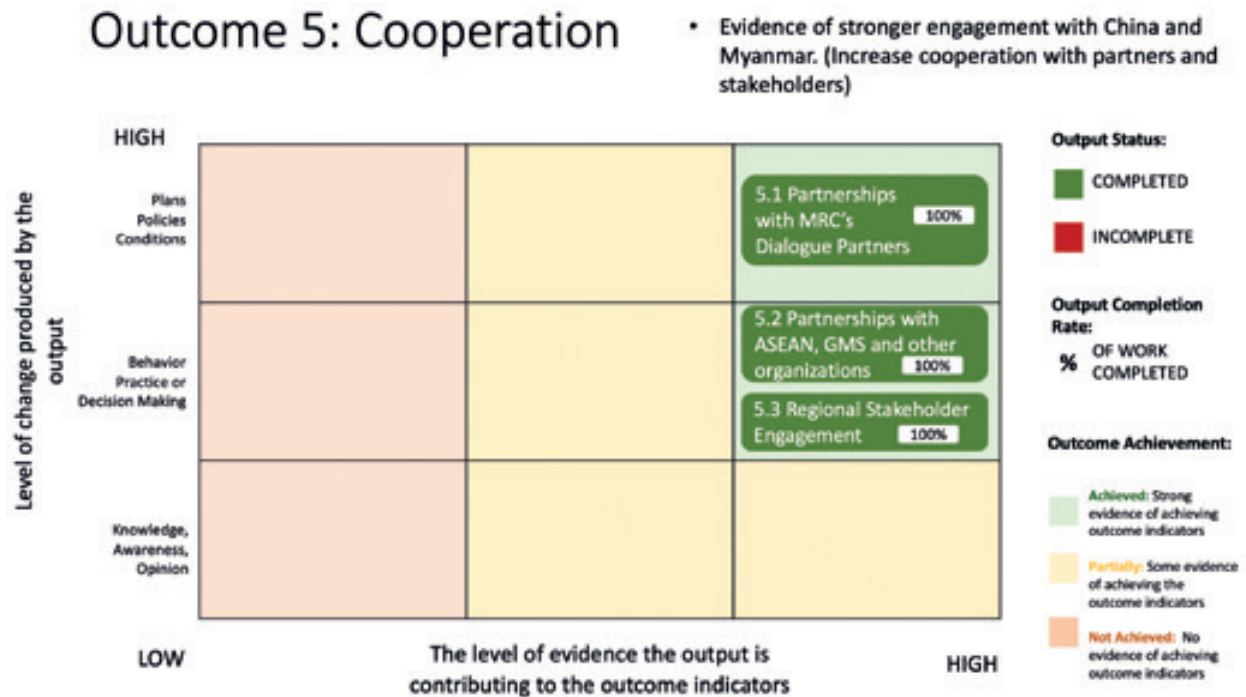 Outcome 5: Cooperation
• Evidence of stronger engagement with China and
Myanmar. (Increase cooperation with partners and
stakeholders)
HIGH
Level of change produced by the
output
Plans
Policies
Conditions
Behavior
Practice or
Decision Making
Knowledge,
Awareness,
Opinion
5.1 Partnerships
with MRC's
Dialogue Partners
100%
5.2 Partnerships with
ASEAN, GMS and other
organizations
100%
5.3 Regional Stakeholder
Engagement
100%
LOW
The level of evidence the output is
contributing to the outcome indicators
HIGH
Output Status:
COMPLETED
INCOMPLETE
Output Completion
Rate:
% OF WORK
COMPLETED
Outcome Achievement:
Achieved: Strong
evidence of achieving
outcome indicators
Partially: Some evidence
of achieving the
outcome indicators
Not Achieved: No
evidence of achieving
outcome indicators